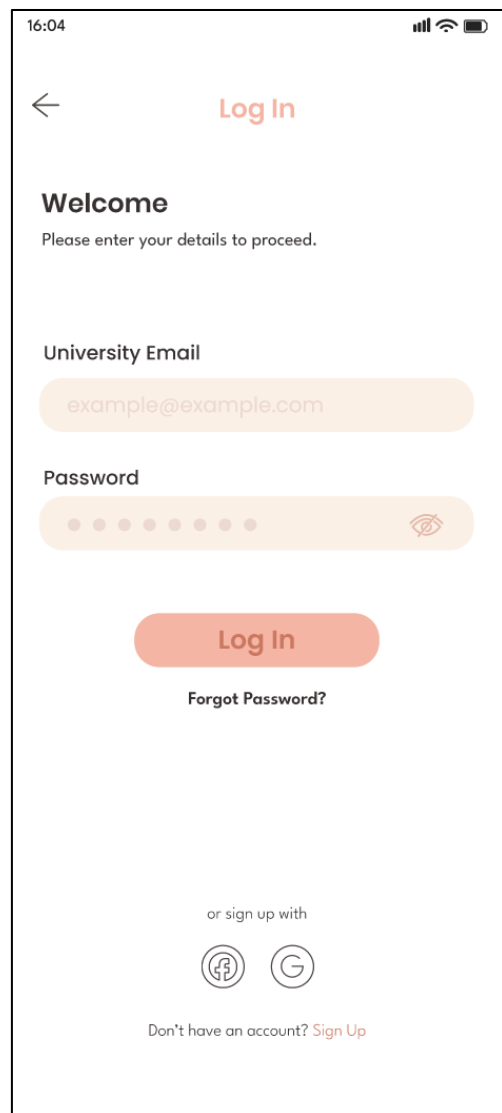 16:04
Log In
Welcome
Please enter your details to proceed.
University Email
example@example.com
Password
Log In
Forgot Password?
or sign up with
Don't have an account? Sign Up